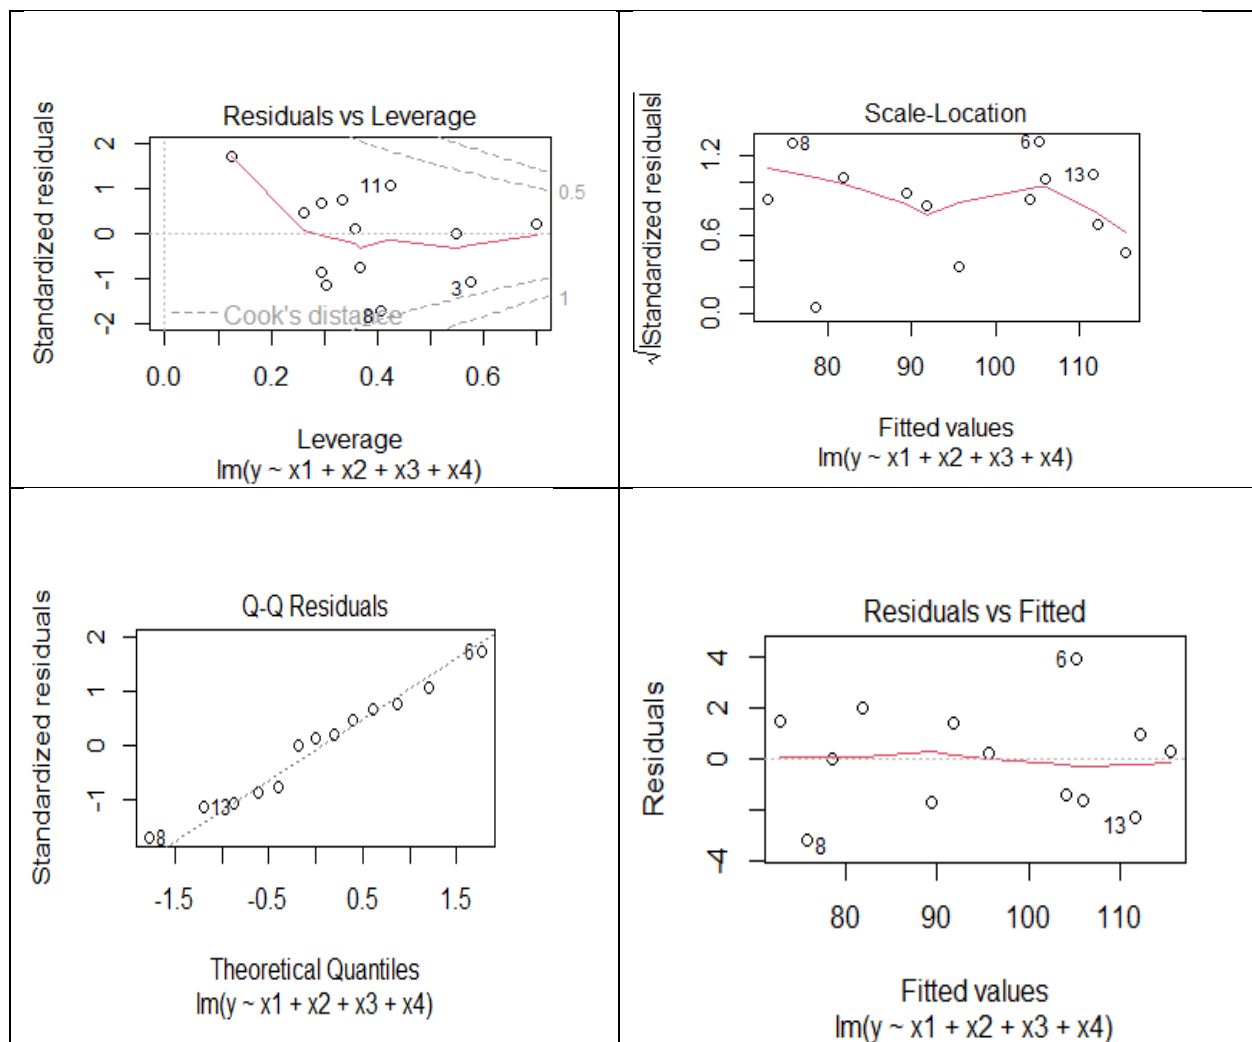 Residuals vs Leverage
Standardized residuals
2
1
0
-1
-2
11
3
8
0.5
1
Cook's distance
0.0 0.2 0.4 0.6
Leverage
lm(y ~ x1 + x2 + x3 + x4)
Scale-Location
√|Standardized residuals|
1.2
0.6
0.0
8
6
13
80 90 100 110
Fitted values
lm(y ~ x1 + x2 + x3 + x4)
Q-Q Residuals
Standardized residuals
2
1
0
-1
6
13
8
-1.5 -0.5 0.5 1.5
Theoretical Quantiles
lm(y ~ x1 + x2 + x3 + x4)
Residuals vs Fitted
Residuals
4
2
0
-4
6
13
8
80 90 100 110
Fitted values
lm(y ~ x1 + x2 + x3 + x4)